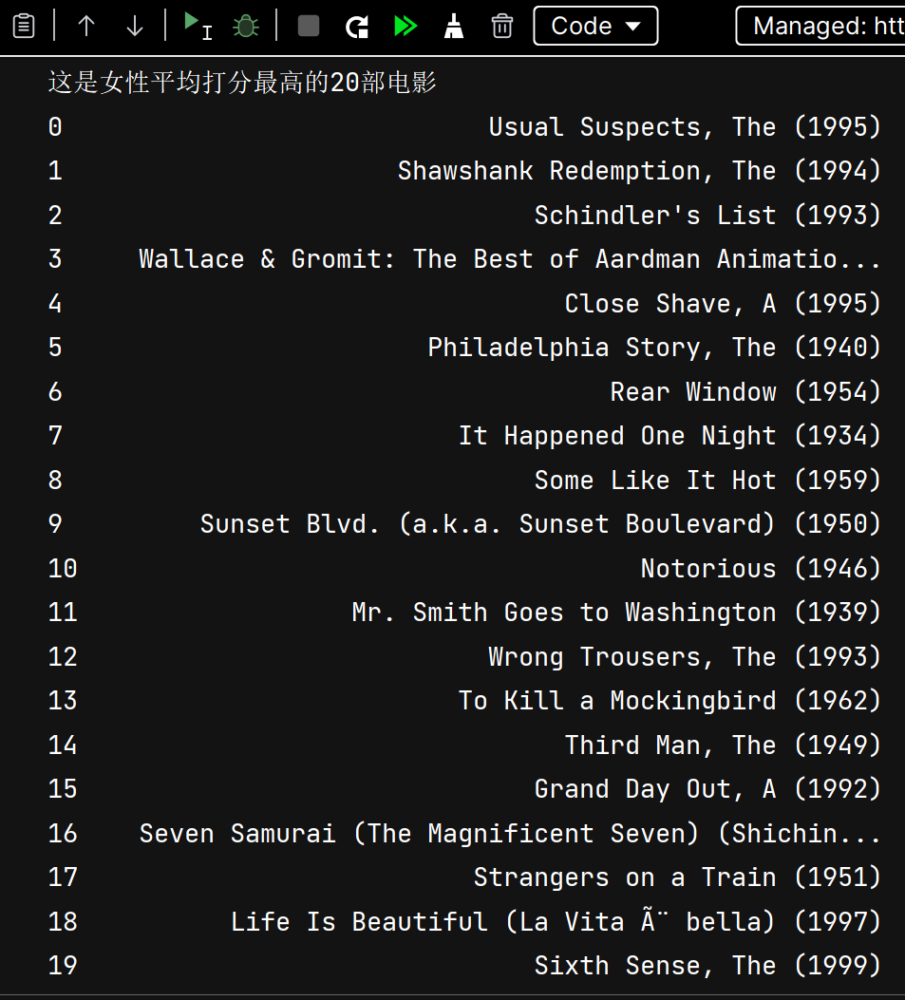 Code
Managed: htt
这是女性平均打分最高的20部电影
0 Usual Suspects, The (1995)
1 Shawshank Redemption, The (1994)
2 Schindler's List (1993)
3 Wallace & Gromit: The Best of Aardman Animatio...
4 Close Shave, A (1995)
5 Philadelphia Story, The (1940)
6 Rear Window (1954)
7 It Happened One Night (1934)
8 Some Like It Hot (1959)
9 Sunset Blvd. (a.k.a. Sunset Boulevard) (1950)
10 Notorious (1946)
11 Mr. Smith Goes to Washington (1939)
12 Wrong Trousers, The (1993)
13 To Kill a Mockingbird (1962)
14 Third Man, The (1949)
15 Grand Day Out, A (1992)
16 Seven Samurai (The Magnificent Seven) (Shichin...
17 Strangers on a Train (1951)
18 Life Is Beautiful (La Vita Ã¨ bella) (1997)
19 Sixth Sense, The (1999)